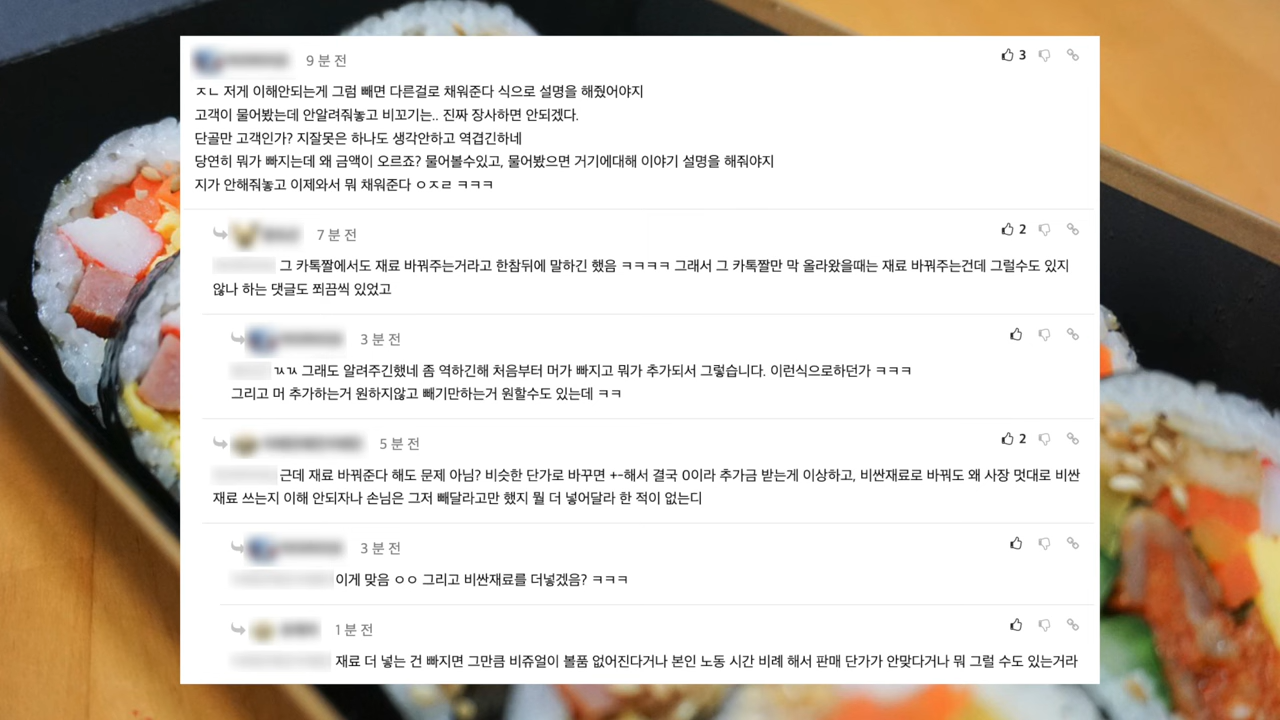 9 분 전
3
ㅈㄴ 저게 이해안되는게 그럼 빼면 다른걸로 채워준다 식으로 설명을 해줬어야지
고객이 물어봤는데 안알려줘놓고 비꼬기는.. 진짜 장사하면 안되겠다.
단골만 고객인가? 지잘못은 하나도 생각안하고 역겹긴하네
당연히 뭐가 빠지는데 왜 금액이 오르죠? 물어볼수있고, 물어봤으면 거기에대해 이야기 설명을 해줘야지
지가 안해줘놓고 이제와서 뭐 채워준다 ㅇㅈㄹ ㅋㅋㅋ
7 분 전
2
그 카톡짤에서도 재료 바꿔주는거라고 한참뒤에 말하긴 했음 ㅋㅋㅋㅋ 그래서 그 카톡짤만 막 올라왔을때는 재료 바꿔주는건데 그럴수도 있지
않나 하는 댓글도 쬐끔씩 있었고
3 분 전
ㄳㄳ 그래도 알려주긴했네 좀 역하긴해 처음부터 머가 빠지고 뭐가 추가되서 그렇습니다. 이런식으로하던가 ㅋㅋㅋ
그리고 머 추가하는거 원하지않고 빼기만하는거 원할수도 있는데 ㅋㅋ
5 분 전
2
근데 재료 바꿔준다 해도 문제 아님? 비슷한 단가로 바꾸면 +-해서 결국 0이라 추가금 받는게 이상하고, 비싼재료로 바꿔도 왜 사장 멋대로 비싼
재료 쓰는지 이해 안되자나 손님은 그저 빼달라고만 했지 뭘 더 넣어달라 한 적이 없는디
3 분 전
이게 맞음 ㅇㅇ 그리고 비싼재료를 더넣겠음? ㅋㅋㅋ
1 분 전
재료 더 넣는 건 빠지면 그만큼 비쥬얼이 볼품 없어진다거나 본인 노동 시간 비례 해서 판매 단가가 안맞다거나 뭐 그럴 수도 있는거라